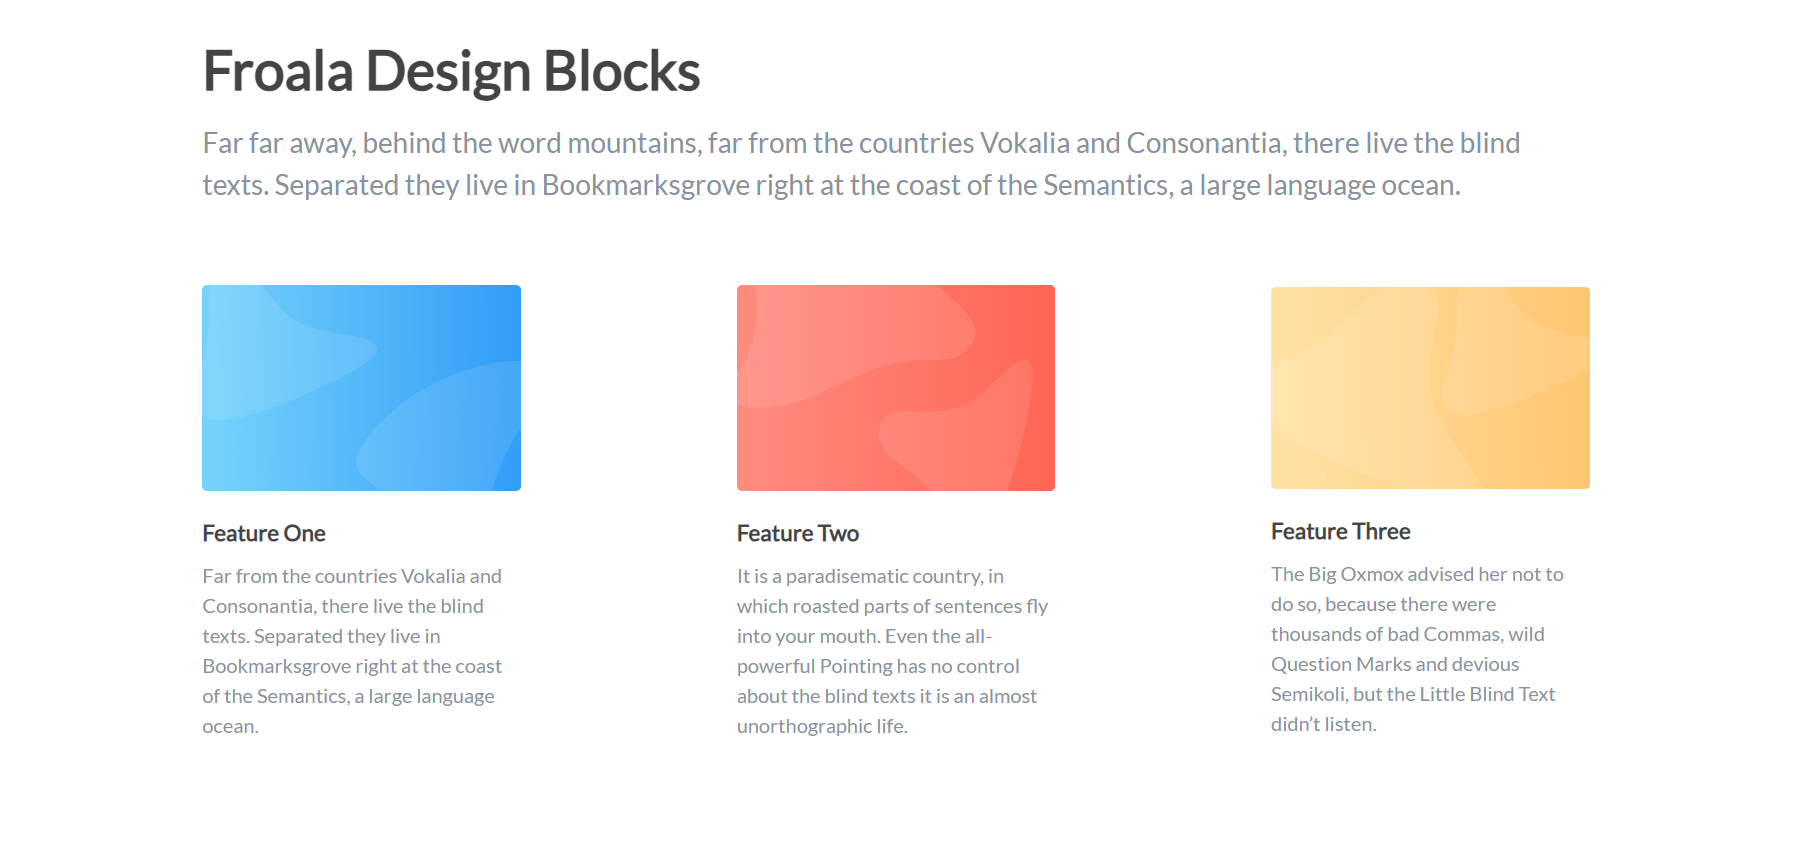 Froala Design Blocks
Far far away, behind the word mountains, far from the countries Vokalia and Consonantia, there live the blind
texts. Separated they live in Bookmarksgrove right at the coast of the Semantics, a large language ocean.
Feature One
Far from the countries Vokalia and
Consonantia, there live the blind
texts. Separated they live in
Bookmarksgrove right at the coast
of the Semantics, a large language
ocean.
Feature Two
It is a paradisematic country, in
which roasted parts of sentences fly
into your mouth. Even the all-
powerful Pointing has no control
about the blind texts it is an almost
unorthographic life.
Feature Three
The Big Oxmox advised her not to
do so, because there were
thousands of bad Commas, wild
Question Marks and devious
Semikoli, but the Little Blind Text
didn’t listen.